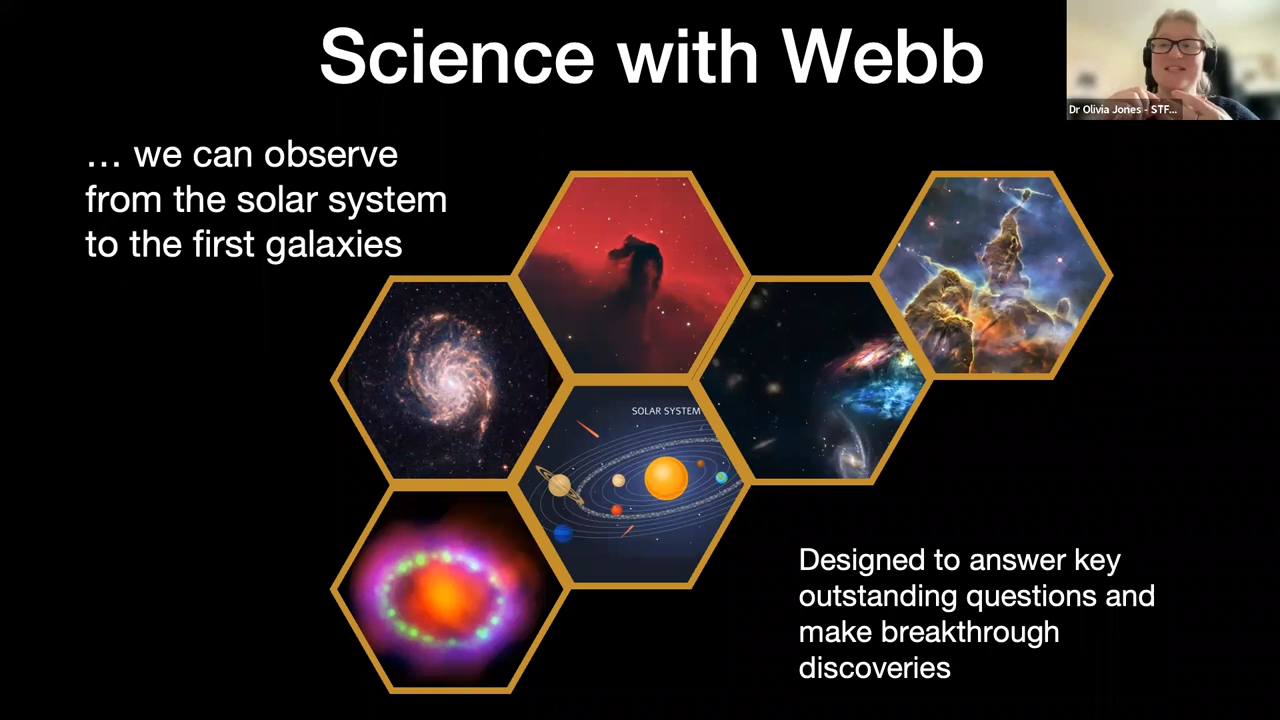 Science with Webb
Dr Olivia Jones - STF...
... we can observe
from the solar system
to the first galaxies
SOLAR SYSTEM
Designed to answer key
outstanding questions and
make breakthrough
discoveries